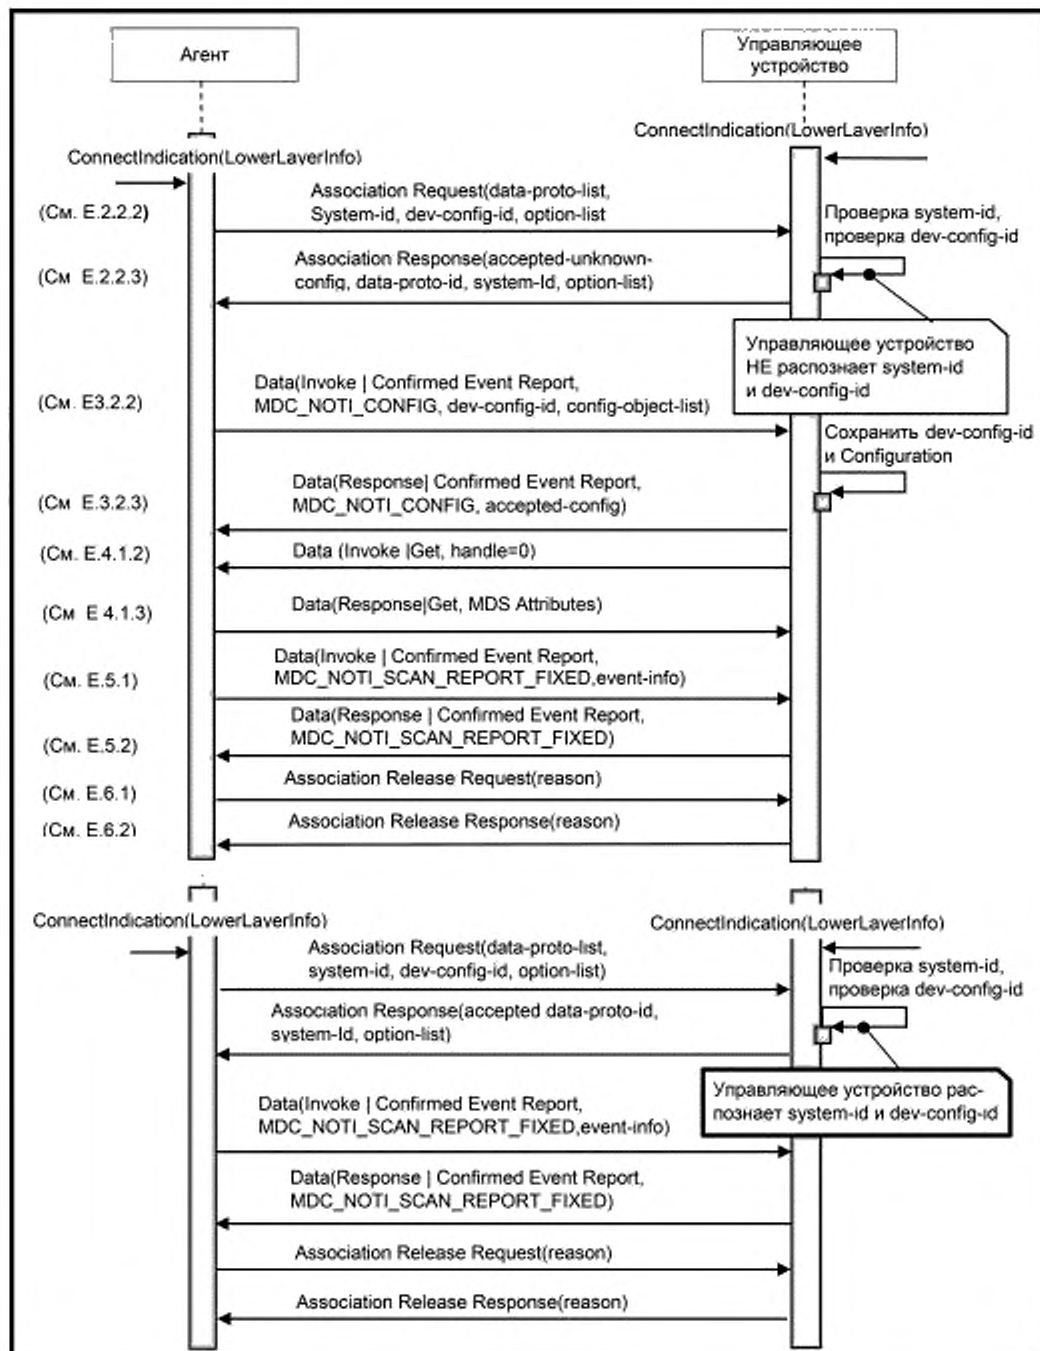 Агент
Управляющее
устройство
ConnectIndication(LowerLaverInfo)
ConnectIndication(LowerLaverInfo)
(См. E.2.2.2)
Association Request(data-proto-list,
System-id, dev-config-id, option-list
Проверка system-id,
проверка dev-config-id
(См E.2.2.3)
Association Response(accepted-unknown-
config, data-proto-id, system-Id, option-list)
Управляющее устройство
НЕ распознает system-id
и dev-config-id
(См. E3.2.2)
Data(Invoke | Confirmed Event Report,
MDC_NOTI_CONFIG, dev-config-id, config-object-list)
Сохранить dev-config-id
и Configuration
(См E.3.2.3)
Data(Response| Confirmed Event Report,
MDC_NOTI_CONFIG, accepted-config)
(См. E.4.1.2)
Data (Invoke |Get, handle=0)
(См E 4.1.3)
Data(Response|Get, MDS Attributes)
(См. E.5.1)
Data(Invoke | Confirmed Event Report,
MDC_NOTI_SCAN_REPORT_FIXED,event-info)
(См. E.5.2)
Data(Response | Confirmed Event Report,
MDC_NOTI_SCAN_REPORT_FIXED)
(См. E.6.1)
Association Release Request(reason)
(См. E.6.2)
Association Release Response(reason)
ConnectIndication(LowerLaverInfo)
ConnectIndication(LowerLaverInfo)
Association Request(data-proto-list,
system-id, dev-config-id, option-list)
Проверка system-id,
проверка dev-config-id
Association Response(accepted data-proto-id,
system-Id, option-list)
Управляющее устройство рас-
познает system-id и dev-config-id
Data(Invoke | Confirmed Event Report,
MDC_NOTI_SCAN_REPORT_FIXED,event-info)
Data(Response | Confirmed Event Report,
MDC_NOTI_SCAN_REPORT_FIXED)
Association Release Request(reason)
Association Release Response(reason)